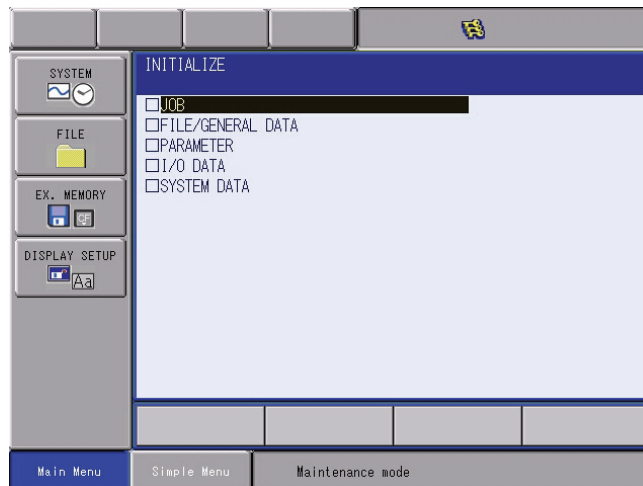 SYSTEM
FILE
EX. MEMORY
CF
DISPLAY SETUP
Aa
INITIALIZE
JOB
FILE/GENERAL DATA
PARAMETER
I/O DATA
SYSTEM DATA
Main Menu
Simple Menu
Maintenance mode